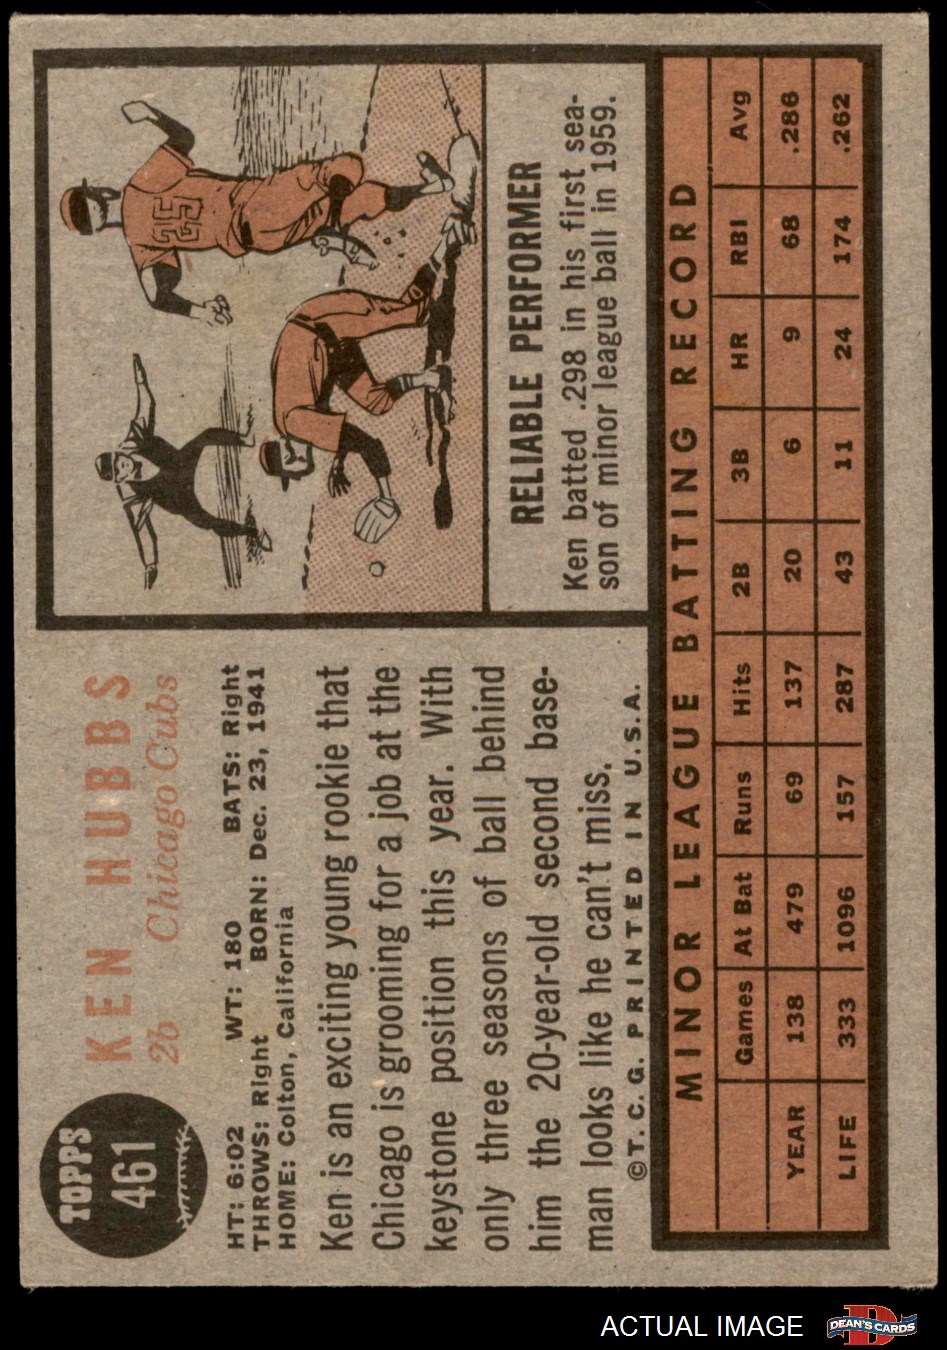 TOPPS
461
KEN HUBBS
2b Chicago Cubs
HT: 6:02 WT: 180 BATS: Right
THROWS: Right BORN: Dec. 23, 1941
HOME: Colton, California
Ken is an exciting young rookie that
Chicago is grooming for a job at the
keystone position this year. With
only three seasons of ball behind
him the 20-year-old second base-
man looks like he can't miss.
©T. C. G. PRINTED IN U.S.A.
25
RELIABLE PERFORMER
Ken batted .298 in his first sea-
son of minor league ball in 1959.
MINOR LEAGUE BATTING RECORD
Games At Bat Runs Hits 2B 3B HR RBI Avg
YEAR 138 479 69 137 20 6 9 68 .286
LIFE 333 1096 157 287 43 11 24 174 .262
ACTUAL IMAGE
DEAN'S CARDS